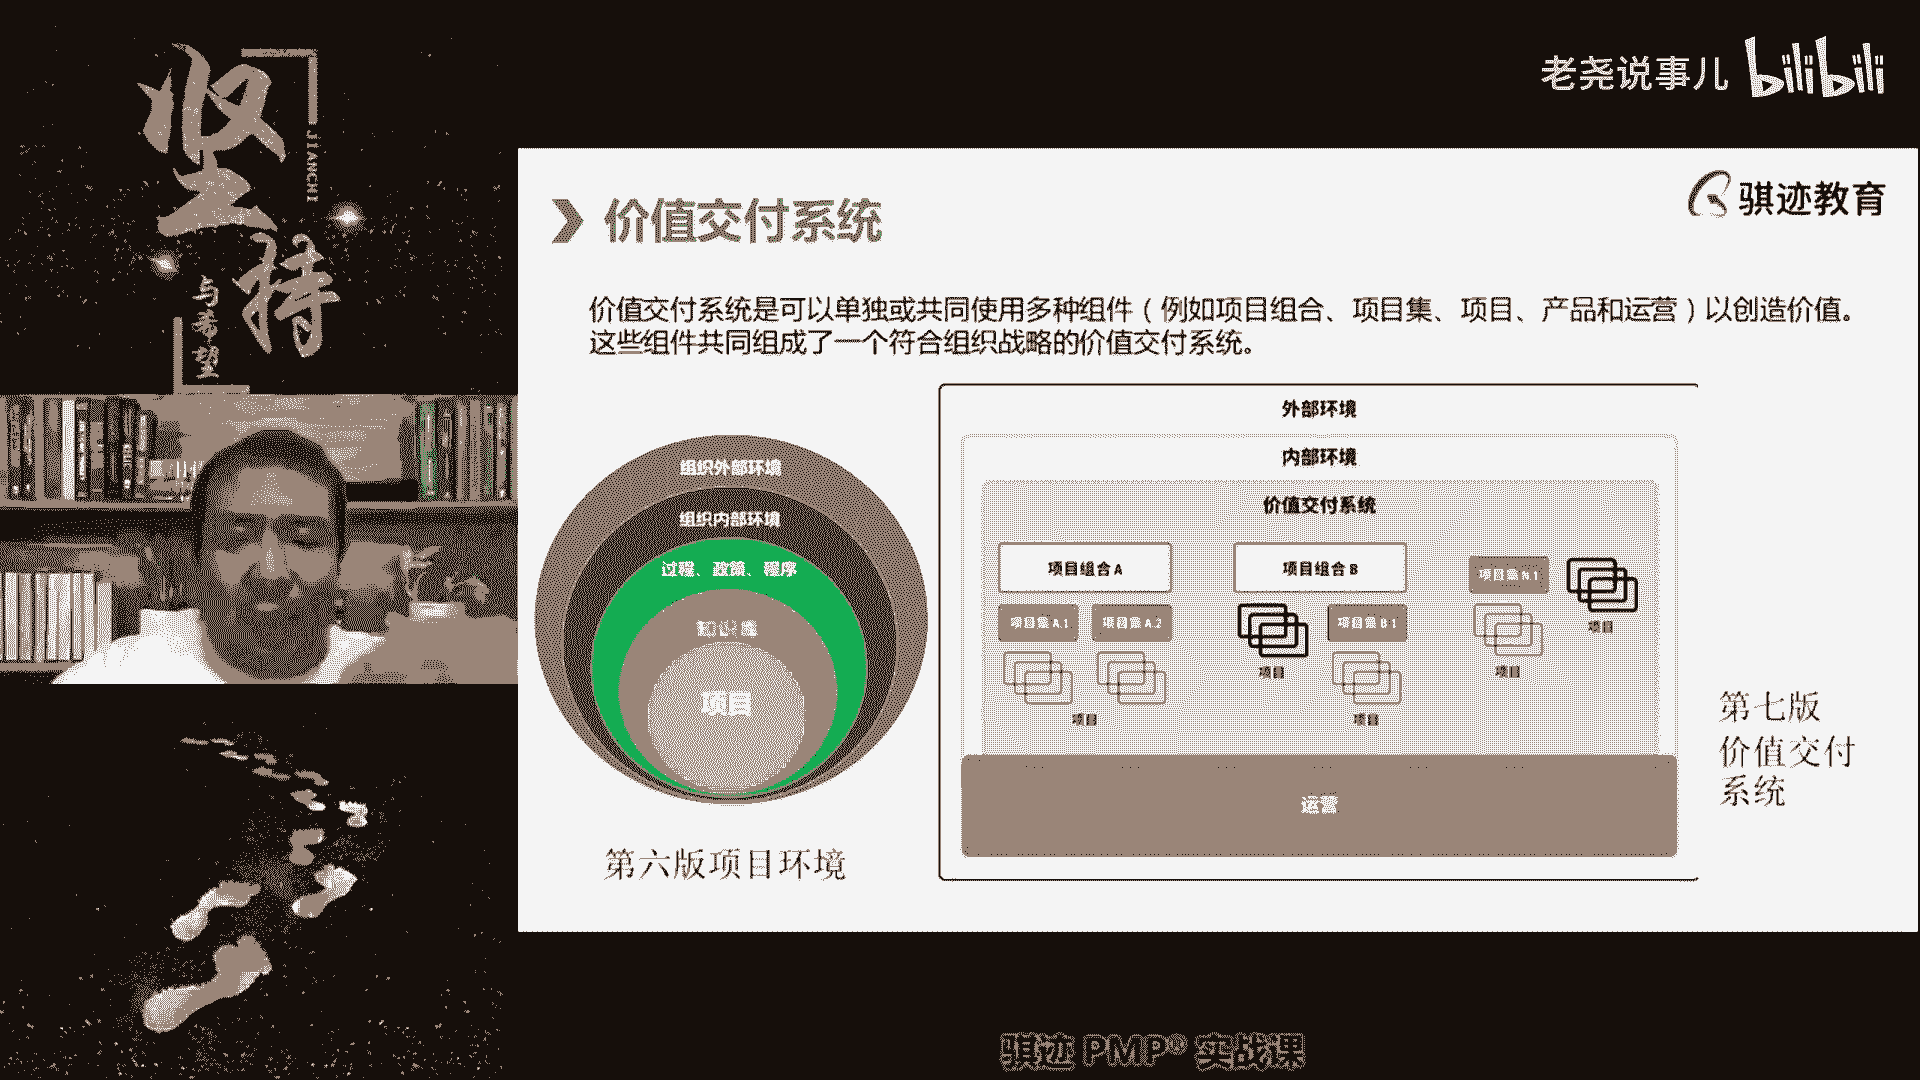 坚持
JIANCHI
与希望
老尧说事儿 bilibili
骐迹教育
价值交付系统
价值交付系统是可以单独或共同使用多种组件（例如项目组合、项目集、项目、产品和运营）以创造价值。
这些组件共同组成了一个符合组织战略的价值交付系统。
组织外部环境
组织内部环境
过程、政策、程序
知识库
项目
第六版项目环境
外部环境
内部环境
价值交付系统
项目组合 A
项目组合 B
项目集 N.1
项目
项目集 A.1
项目集 A.2
项目集 B.1
项目
项目
项目
项目
运营
第七版
价值交付
系统
骐迹 PMP® 实战课